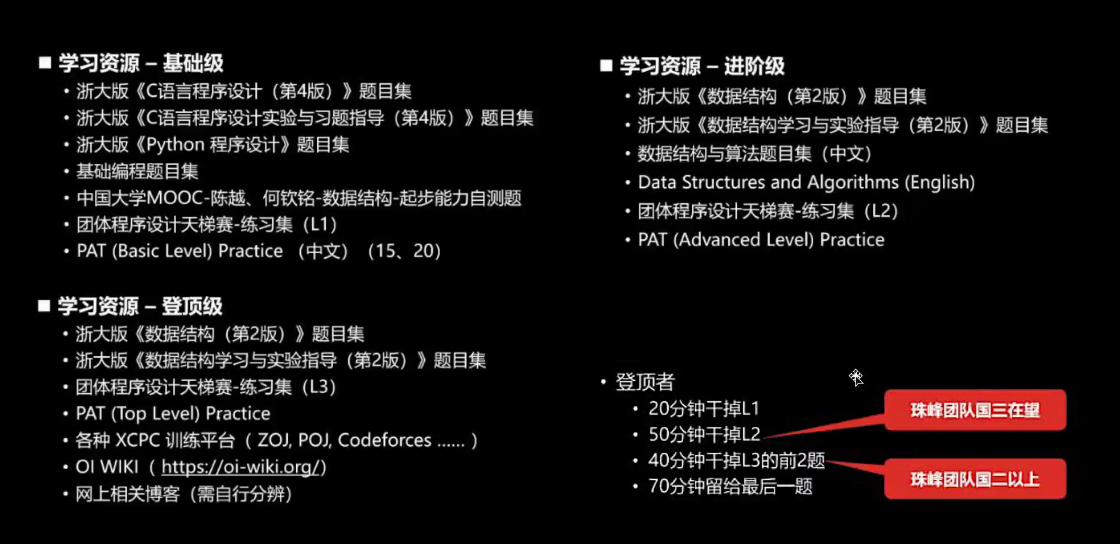 ■ 学习资源 – 基础级
• 浙大版《C语言程序设计（第4版）》题目集
• 浙大版《C语言程序设计实验与习题指导（第4版）》题目集
• 浙大版《Python 程序设计》题目集
• 基础编程题目集
• 中国大学MOOC-陈越、何钦铭-数据结构-起步能力自测题
• 团体程序设计天梯赛-练习集（L1）
• PAT (Basic Level) Practice （中文）（15、20）
■ 学习资源 – 进阶级
• 浙大版《数据结构（第2版）》题目集
• 浙大版《数据结构学习与实验指导（第2版）》题目集
• 数据结构与算法题目集（中文）
• Data Structures and Algorithms (English)
• 团体程序设计天梯赛-练习集（L2）
• PAT (Advanced Level) Practice
■ 学习资源 – 登顶级
• 浙大版《数据结构（第2版）》题目集
• 浙大版《数据结构学习与实验指导（第2版）》题目集
• 团体程序设计天梯赛-练习集（L3）
• PAT (Top Level) Practice
• 各种 XCPC 训练平台（ ZOJ, POJ, Codeforces …… ）
• OI WIKI（ https://oi-wiki.org/）
• 网上相关博客（需自行分辨）
• 登顶者
• 20分钟干掉L1
• 50分钟干掉L2
• 40分钟干掉L3的前2题
• 70分钟留给最后一题
珠峰团队国三在望
珠峰团队国二以上